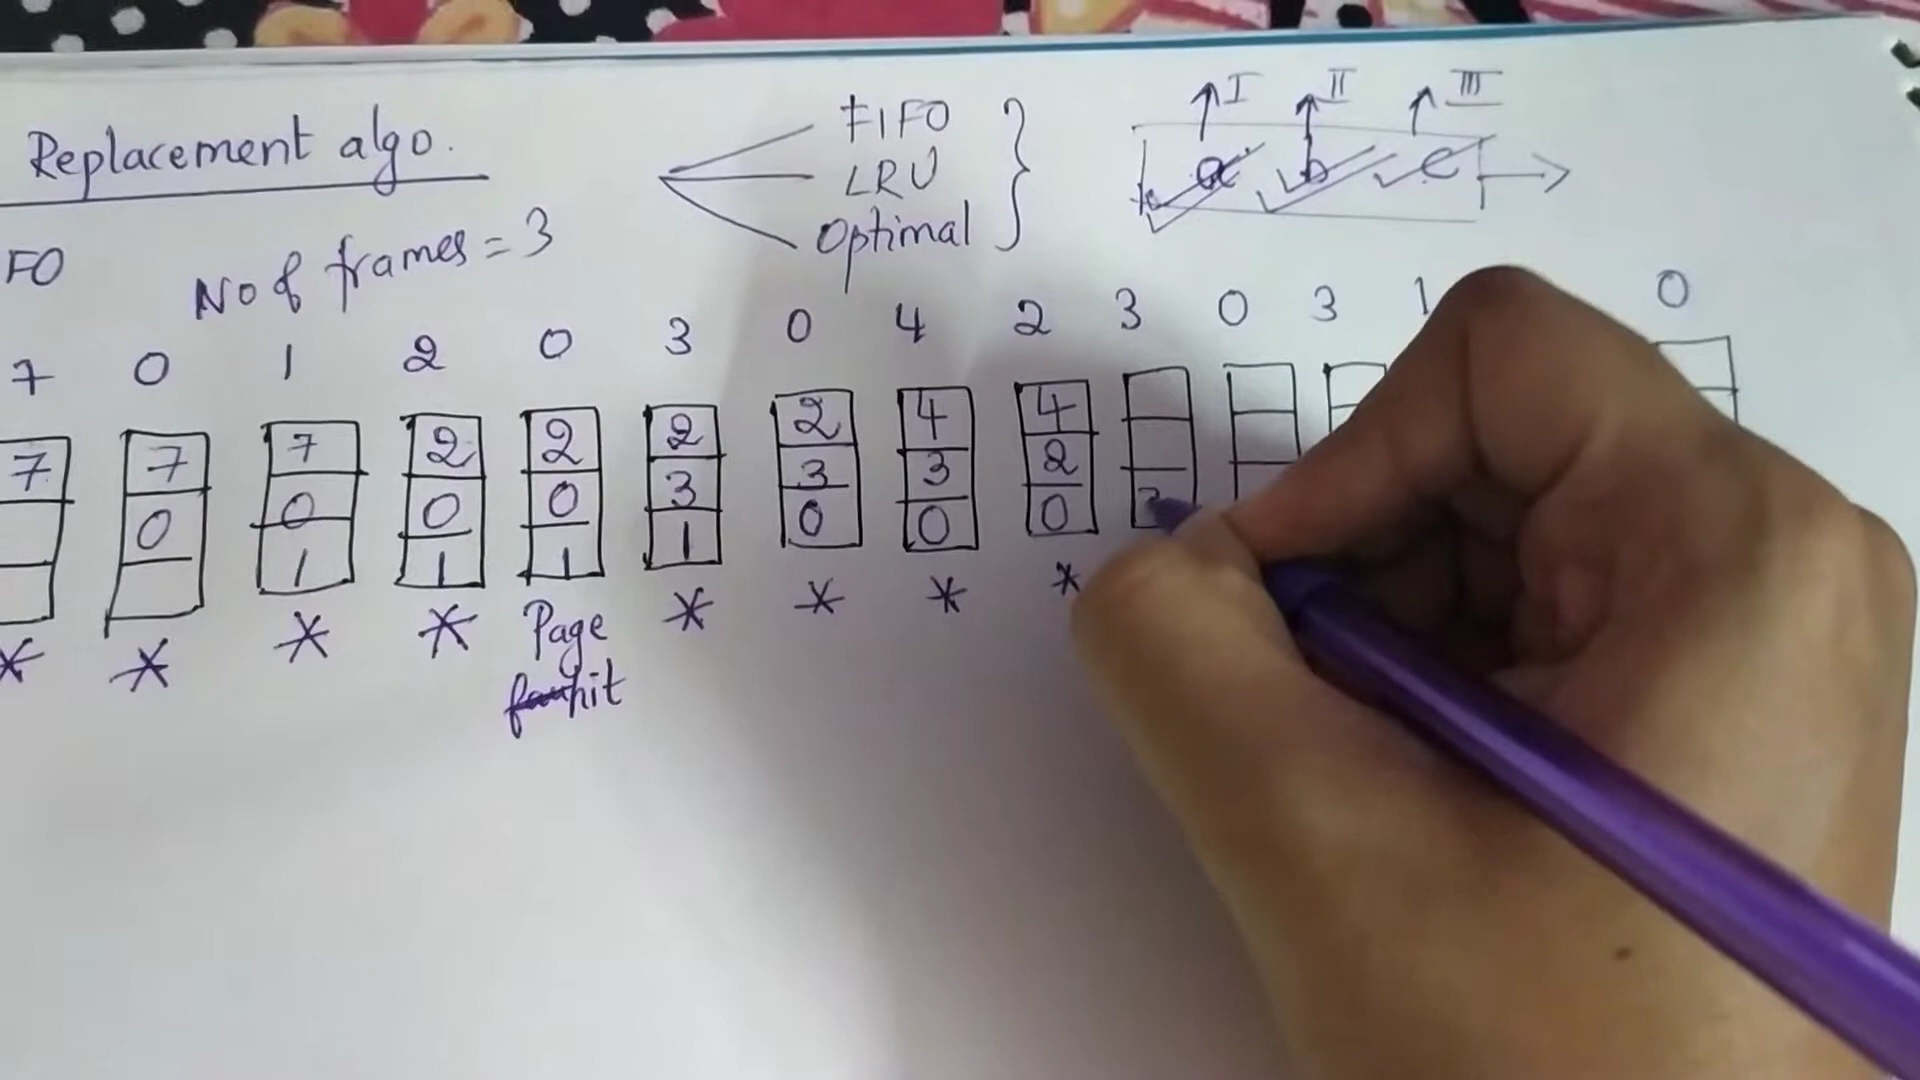 Replacement algo.
FIFO
LRU
Optimal
I II III
a b c
FO
No of frames = 3
7 0 1 2 0 3 0 4 2 3 0 3 1 0
7 7 7 2 2 2 2 4 4
0 0 0 0 3 3 3 2
1 1 1 1 0 0 0 3
* * * * Page * * * *
hit